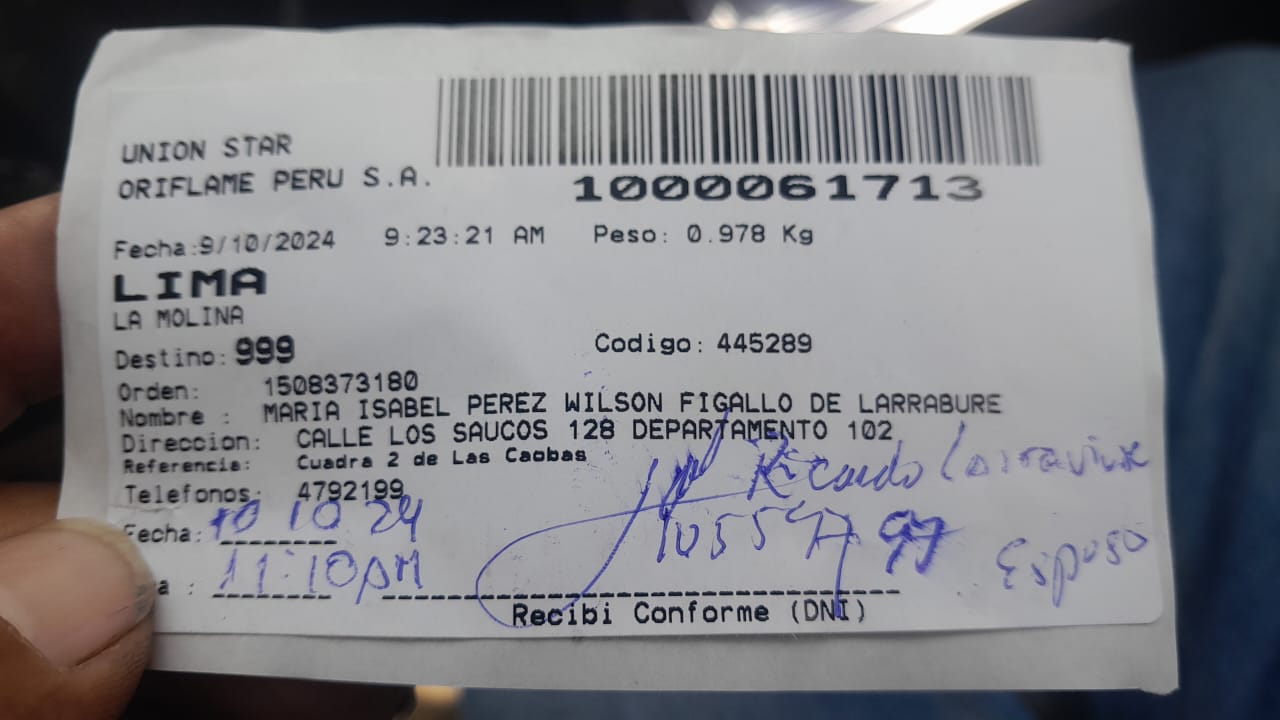 UNION STAR
ORIFLAME PERU S.A.
1000061713
Fecha:9/10/2024 9:23:21 AM Peso: 0.978 Kg
LIMA
LA MOLINA
Destino: 999 Codigo: 445289
Orden: 1508373180
Nombre : MARIA ISABEL PEREZ WILSON FIGALLO DE LARRABURE
Direccion: CALLE LOS SAUCOS 128 DEPARTAMENTO 102
Referencia: Cuadra 2 de Las Caobas
Telefonos: 4792199
Ricardo
Fecha: 10 10 24
Esposo
a : 11:10pm
Recibi Conforme (DNI)